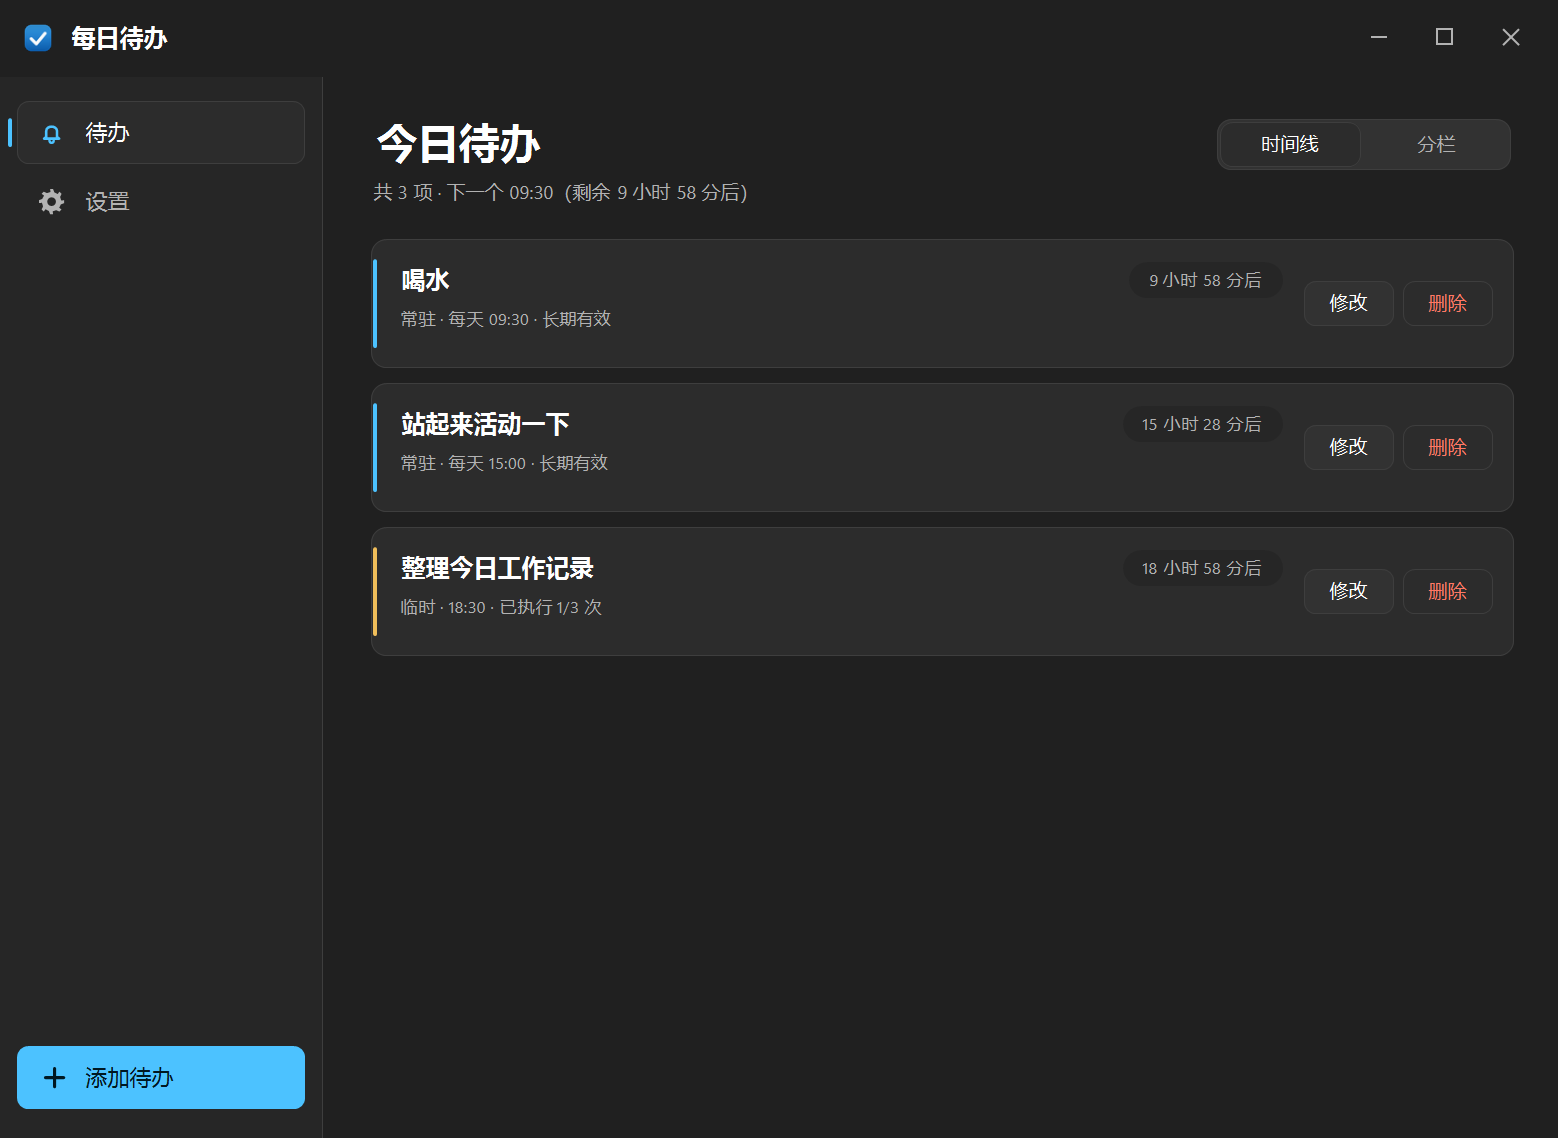 每日待办
待办
设置
今日待办
时间线 分栏
共 3 项 · 下一个 09:30（剩余 9 小时 58 分后）
喝水
常驻 · 每天 09:30 · 长期有效
9 小时 58 分后
修改 删除
站起来活动一下
常驻 · 每天 15:00 · 长期有效
15 小时 28 分后
修改 删除
整理今日工作记录
临时 · 18:30 · 已执行 1/3 次
18 小时 58 分后
修改 删除
添加待办